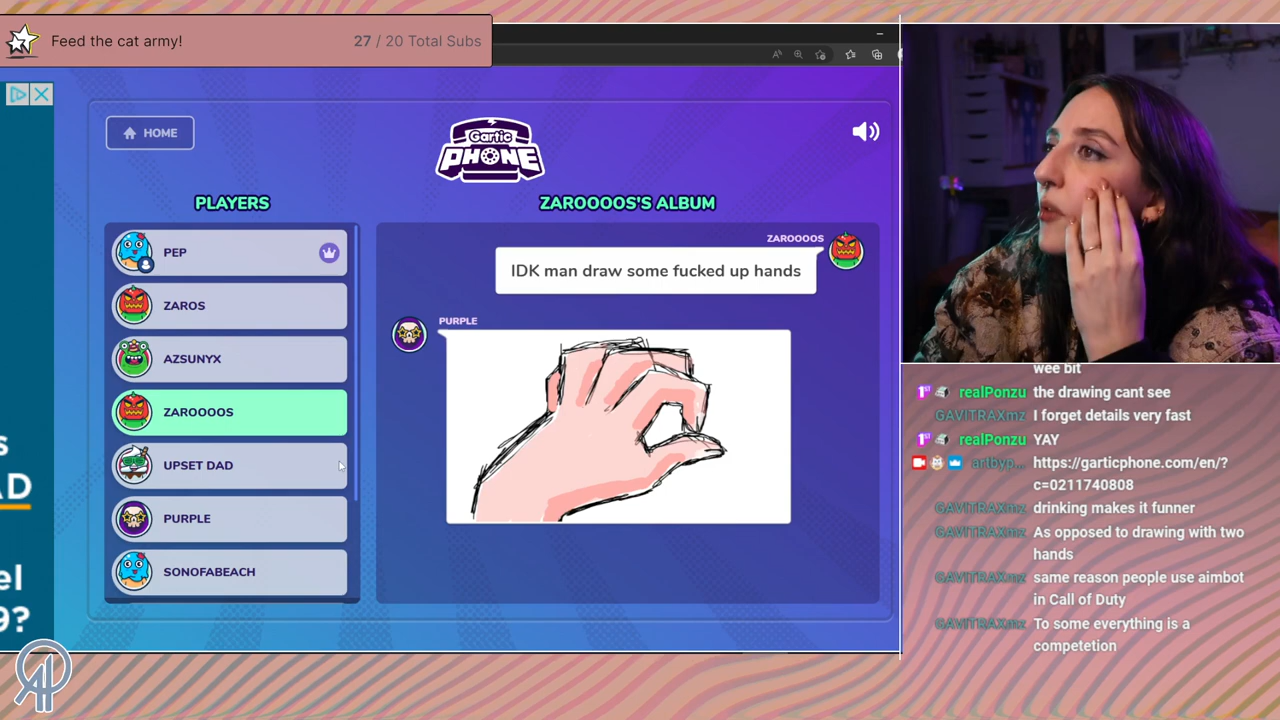 Feed the cat army!
27 / 20 Total Subs
HOME
Gartic
PHONE
PLAYERS
PEP
ZAROS
AZSUNYX
ZAROOOOS
UPSET DAD
PURPLE
SONOFABEACH
ZAROOOOS'S ALBUM
ZAROOOOS
IDK man draw some fucked up hands
PURPLE
wee bit
realPonzu the drawing cant see
GAVITRAXmz I forget details very fast
realPonzu YAY
artbyp... https://garticphone.com/en/?
c=0211740808
GAVITRAXmz drinking makes it funner
GAVITRAXmz As opposed to drawing with two
hands
GAVITRAXmz same reason people use aimbot
in Call of Duty
GAVITRAXmz To some everything is a
competetion
s
AD
el
9?